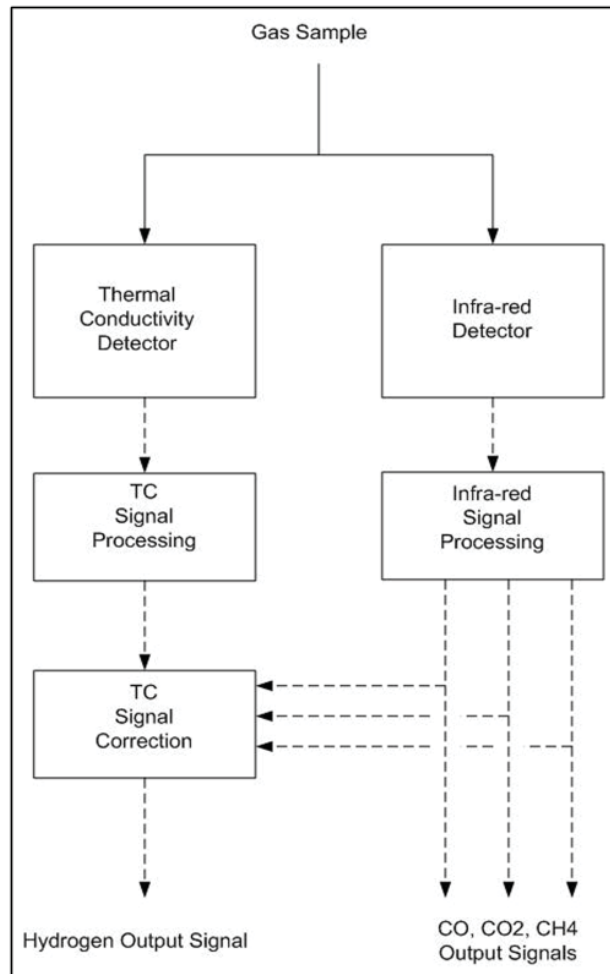 Gas Sample
Thermal
Conductivity
Detector
Infra-red
Detector
TC
Signal
Processing
Infra-red
Signal
Processing
TC
Signal
Correction
Hydrogen Output Signal
CO, CO2, CH4
Output Signals